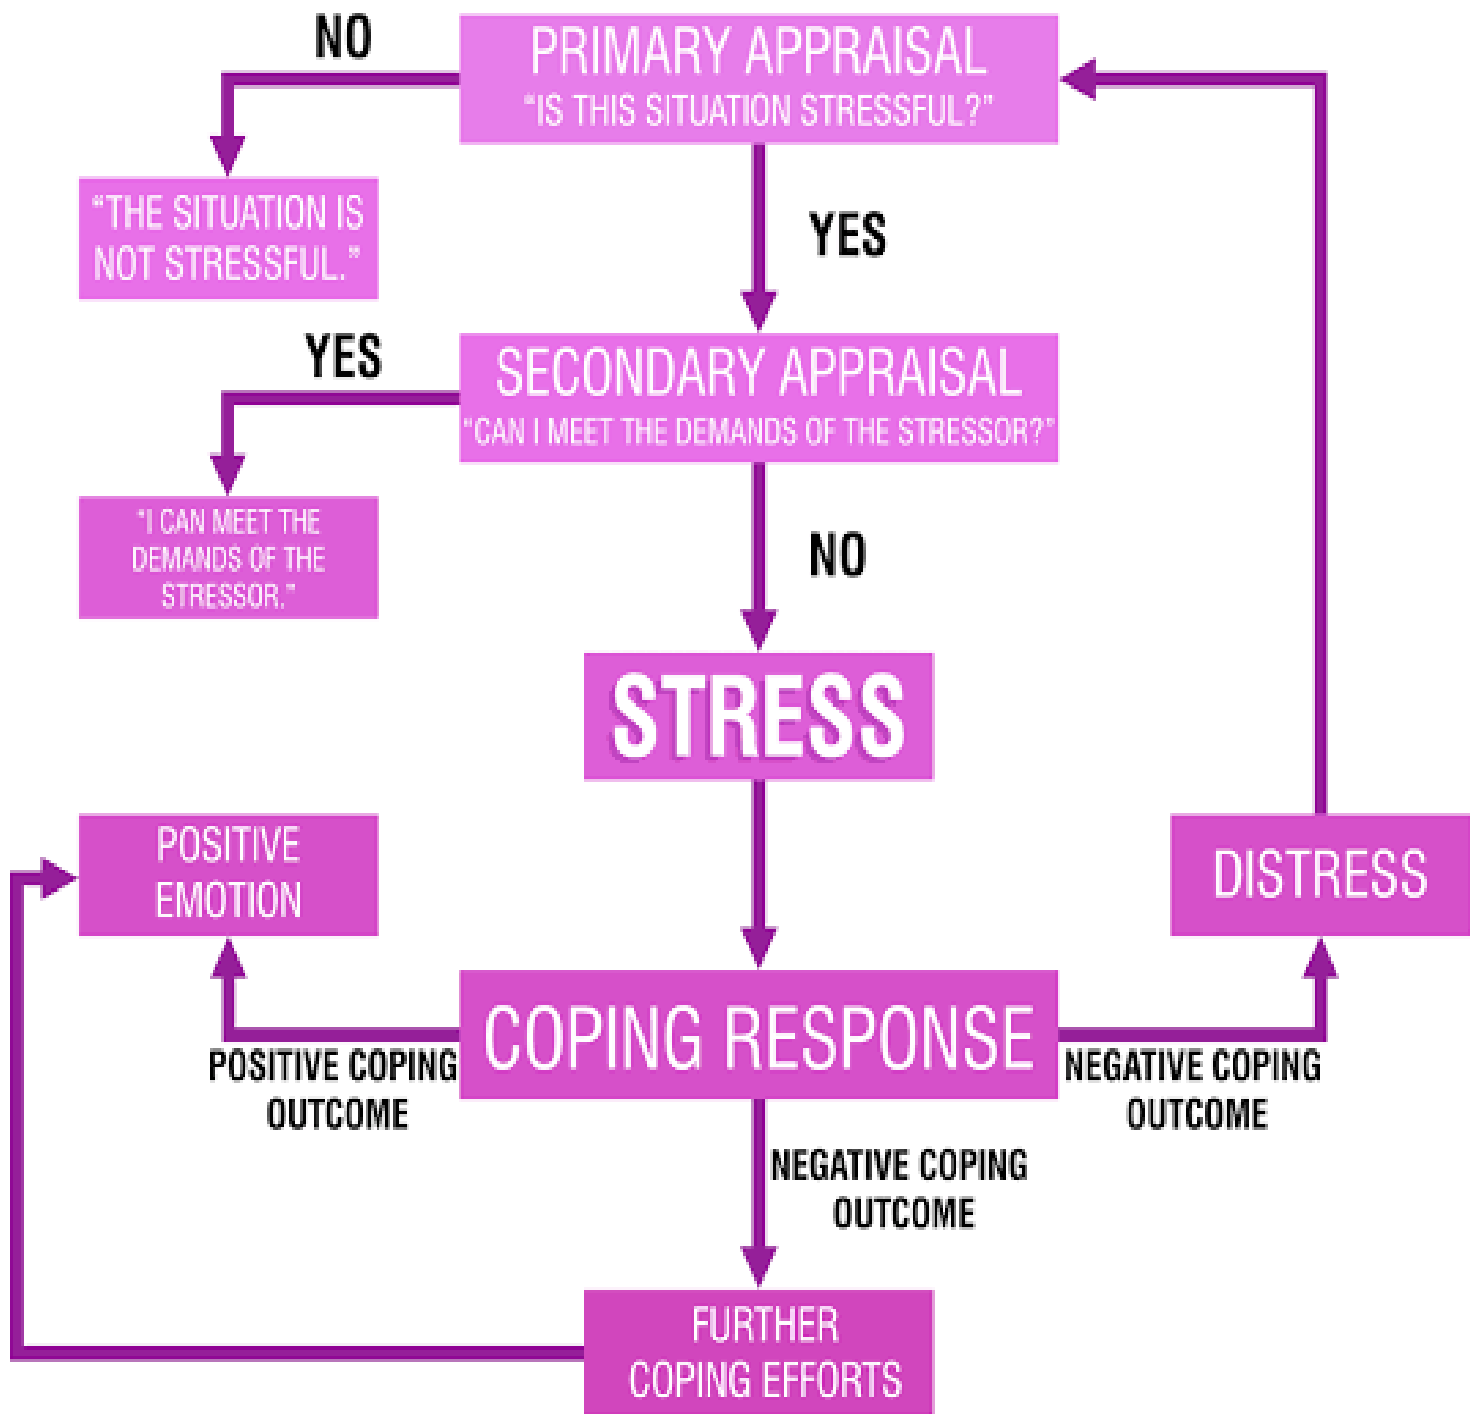 NO
PRIMARY APPRAISAL
“IS THIS SITUATION STRESSFUL?”
“THE SITUATION IS
NOT STRESSFUL.”
YES
YES
SECONDARY APPRAISAL
“CAN I MEET THE DEMANDS OF THE STRESSOR?”
“I CAN MEET THE
DEMANDS OF THE
STRESSOR.”
NO
STRESS
POSITIVE
EMOTION
DISTRESS
COPING RESPONSE
POSITIVE COPING
OUTCOME
NEGATIVE COPING
OUTCOME
NEGATIVE COPING
OUTCOME
FURTHER
COPING EFFORTS